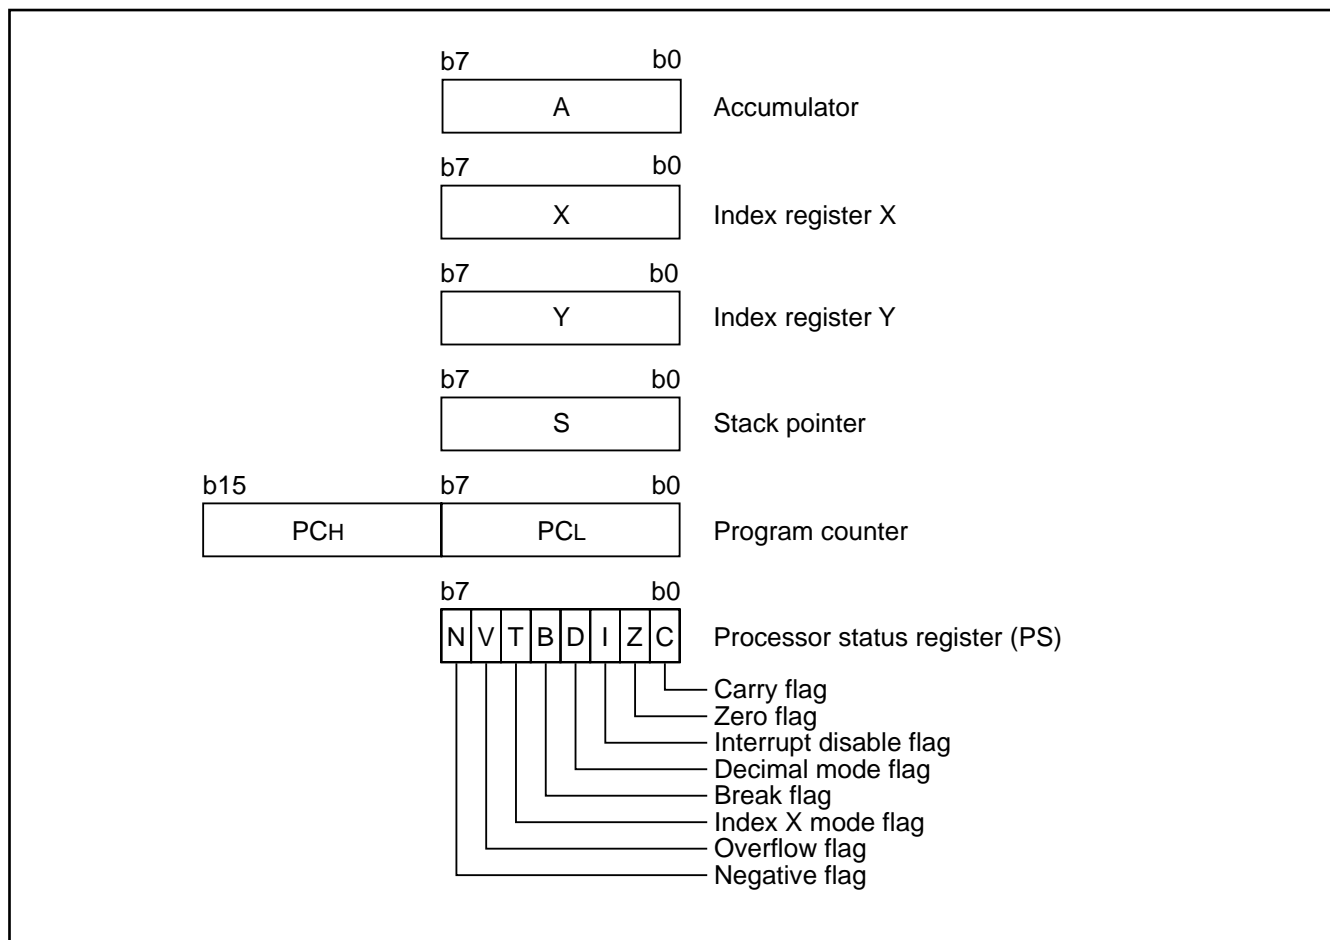 b7 b0
A Accumulator
b7 b0
X Index register X
b7 b0
Y Index register Y
b7 b0
S Stack pointer
b15 b7 b0
PCH PCL Program counter
b7 b0
N V T B D I Z C Processor status register (PS)
Carry flag
Zero flag
Interrupt disable flag
Decimal mode flag
Break flag
Index X mode flag
Overflow flag
Negative flag